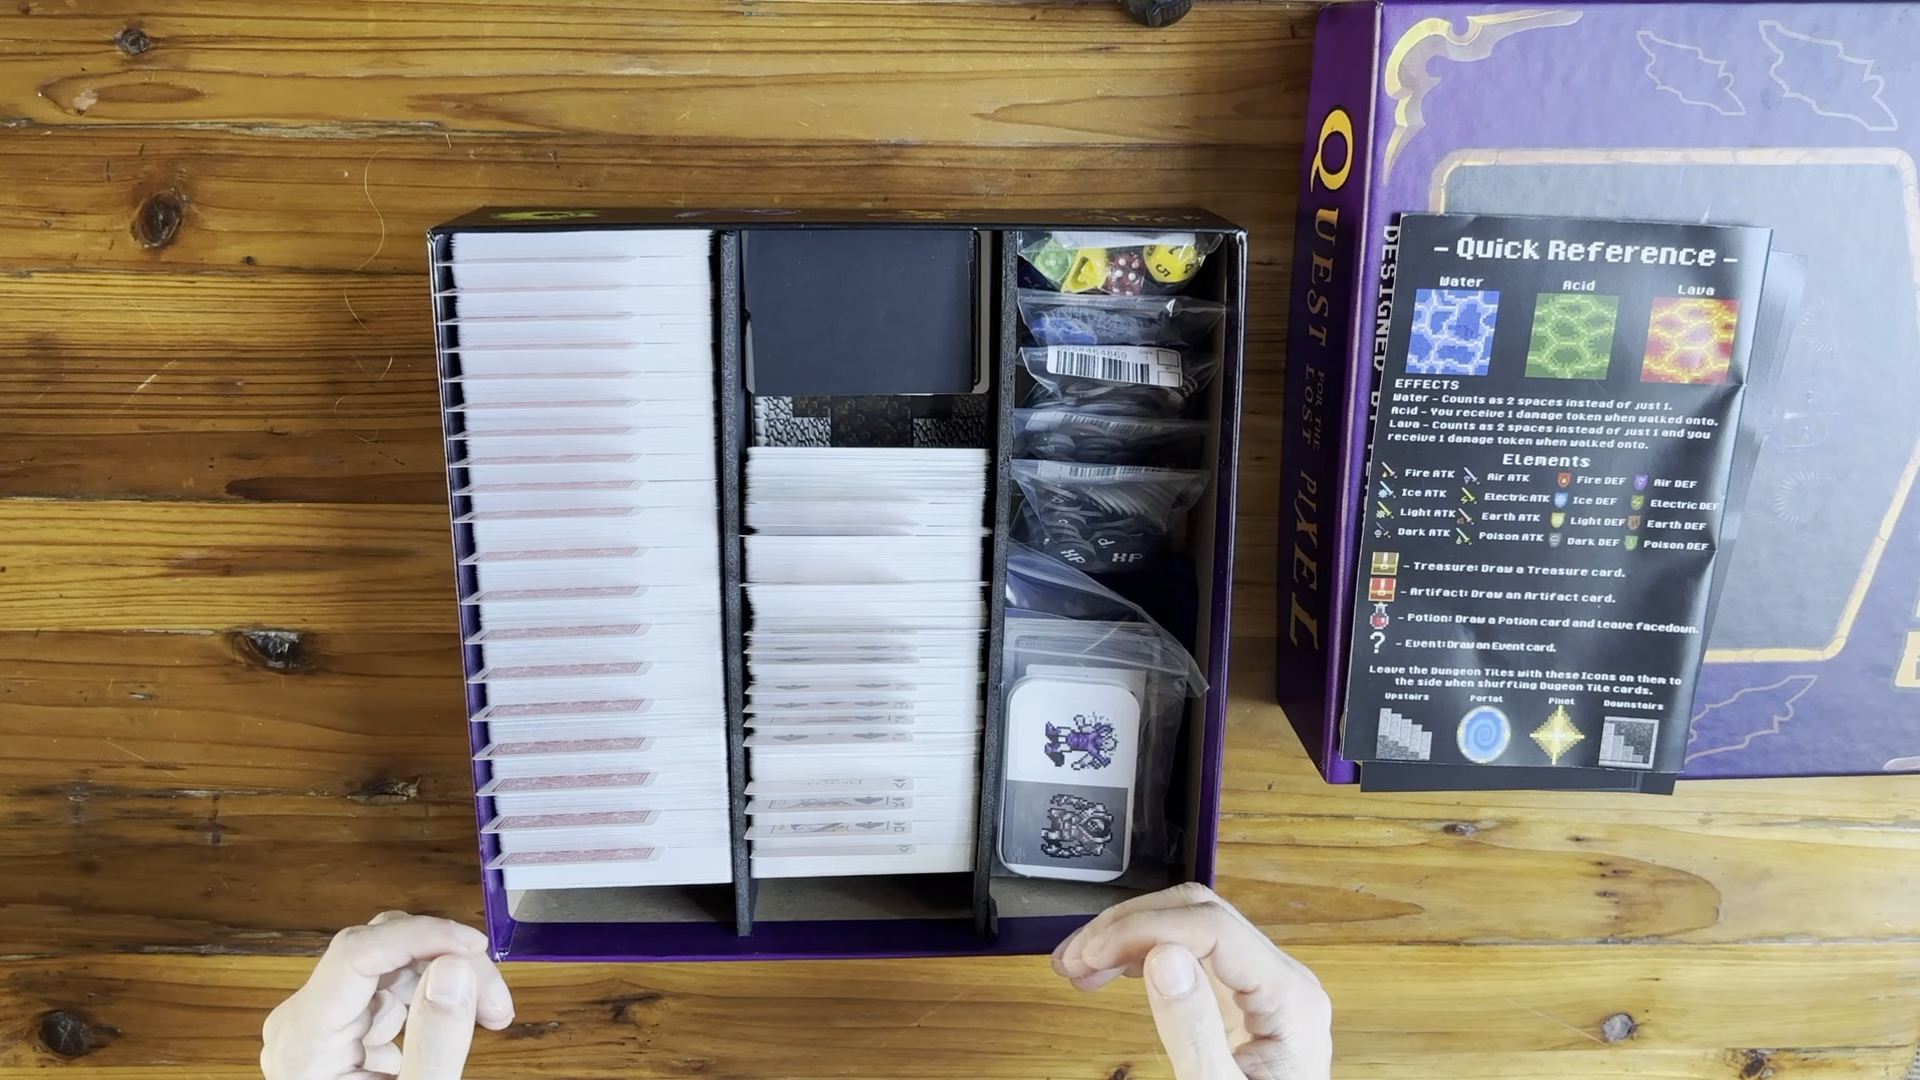 QUEST
FOR THE
LOST
PIXEL
DESIGNED
5
XP
XP
- Quick Reference -
Water
Acid
Lava
EFFECTS
Water - Counts as 2 spaces instead of just 1.
Acid - You receive 1 damage token when walked onto.
Lava - Counts as 2 spaces instead of just 1 and you
receive 1 damage token when walked onto.
Elements
Fire ATK Air ATK Fire DEF Air DEF
Ice ATK Electric ATK Ice DEF Electric DEF
Light ATK Earth ATK Light DEF Earth DEF
Dark ATK Poison ATK Dark DEF Poison DEF
- Treasure: Draw a Treasure card.
- Artifact: Draw an Artifact card.
- Potion: Draw a Potion card and leave facedown.
? - Event: Draw an Event card.
Leave the Dungeon Tiles with these Icons on them to
the side when shuffling Dugeon Tile cards.
Upstairs
Portal
Pixel
Downstairs